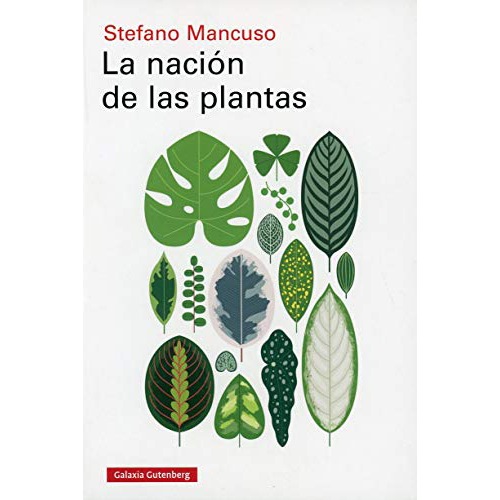 Stefano Mancuso
La nación
de las plantas
Galaxia Gutenberg